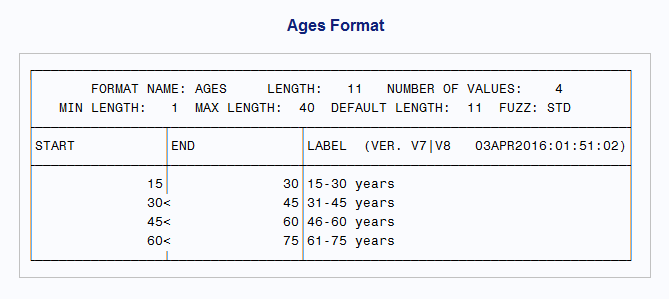 Ages Format
FORMAT NAME: AGES LENGTH: 11 NUMBER OF VALUES: 4
MIN LENGTH: 1 MAX LENGTH: 40 DEFAULT LENGTH: 11 FUZZ: STD
START END LABEL (VER. V7|V8 03APR2016:01:51:02)
15 30 15-30 years
30< 45 31-45 years
45< 60 46-60 years
60< 75 61-75 years